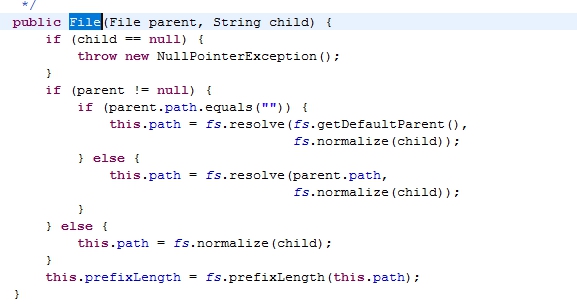 */
public File(File parent, String child) {
    if (child == null) {
        throw new NullPointerException();
    }
    if (parent != null) {
        if (parent.path.equals("")) {
            this.path = fs.resolve(fs.getDefaultParent(),
                                   fs.normalize(child));
        } else {
            this.path = fs.resolve(parent.path,
                                   fs.normalize(child));
        }
    } else {
        this.path = fs.normalize(child);
    }
    this.prefixLength = fs.prefixLength(this.path);
}